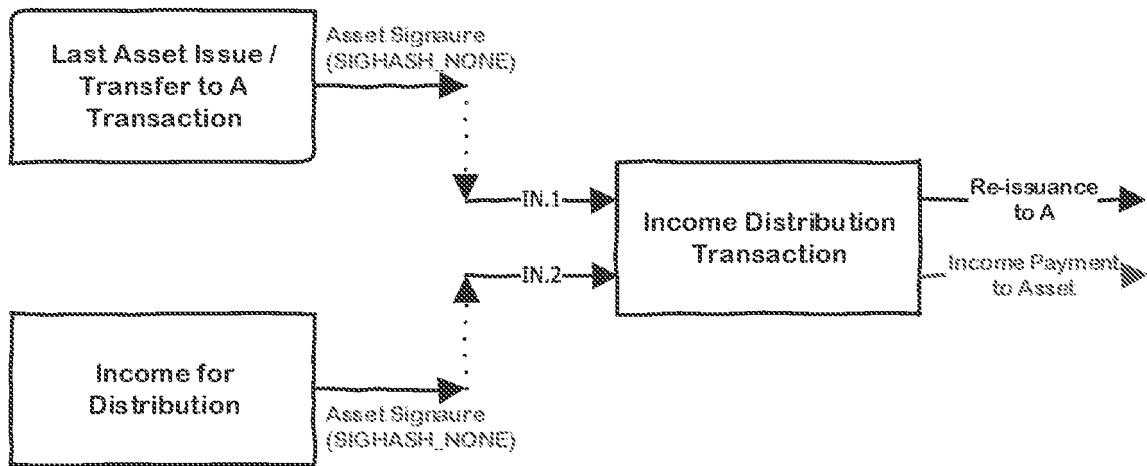 Last Asset Issue /
Transfer to A
Transaction
Asset Signaure
(SIGHASH_NONE)
IN.1
Income Distribution
Transaction
Re-issuance
to A
IN.2
Income Payment
to Asset
Income for
Distribution
Asset Signaure
(SIGHASH_NONE)